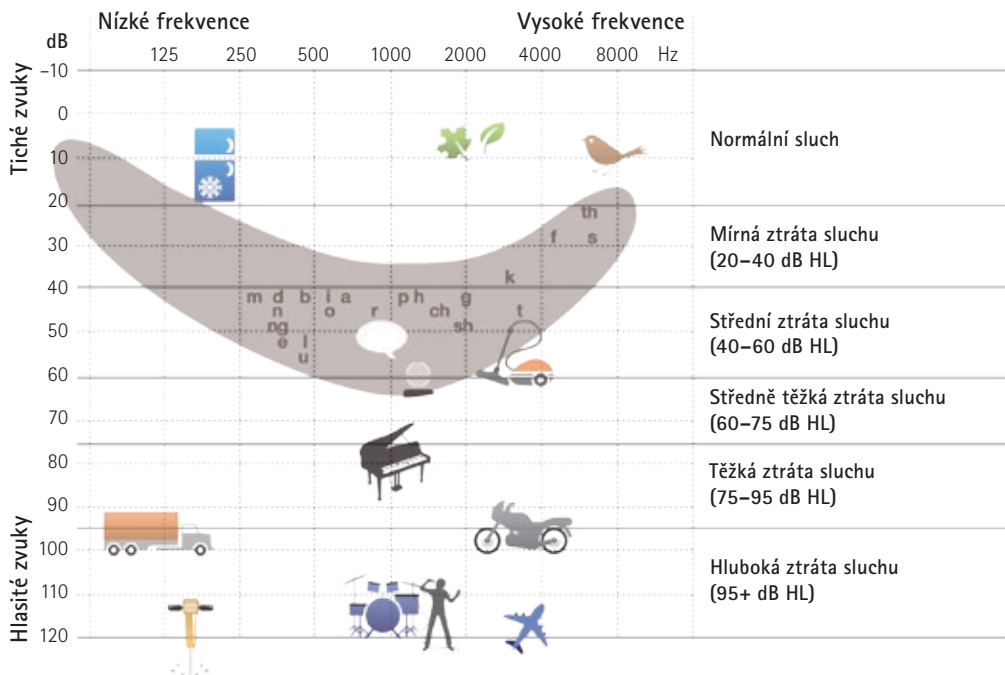 Nízké frekvence Vysoké frekvence
dB
125 250 500 1000 2000 4000 8000 Hz
Tiché zvuky
Hlasité zvuky
–10
0
10
20
30
40
50
60
70
80
90
100
110
120
th
f s
k
m d b i a p h g
n o r ch t
ng sh
e l
u
Normální sluch
Mírná ztráta sluchu
(20–40 dB HL)
Střední ztráta sluchu
(40–60 dB HL)
Středně těžká ztráta sluchu
(60–75 dB HL)
Těžká ztráta sluchu
(75–95 dB HL)
Hluboká ztráta sluchu
(95+ dB HL)